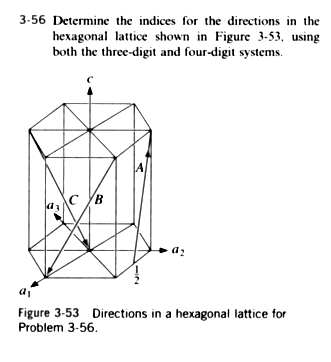 3-56 Determine the indices for the directions in the
hexagonal lattice shown in Figure 3-53, using
both the three-digit and four-digit systems.
c
A
a3
C
B
a2
1/2
a1
Figure 3-53 Directions in a hexagonal lattice for
Problem 3-56.